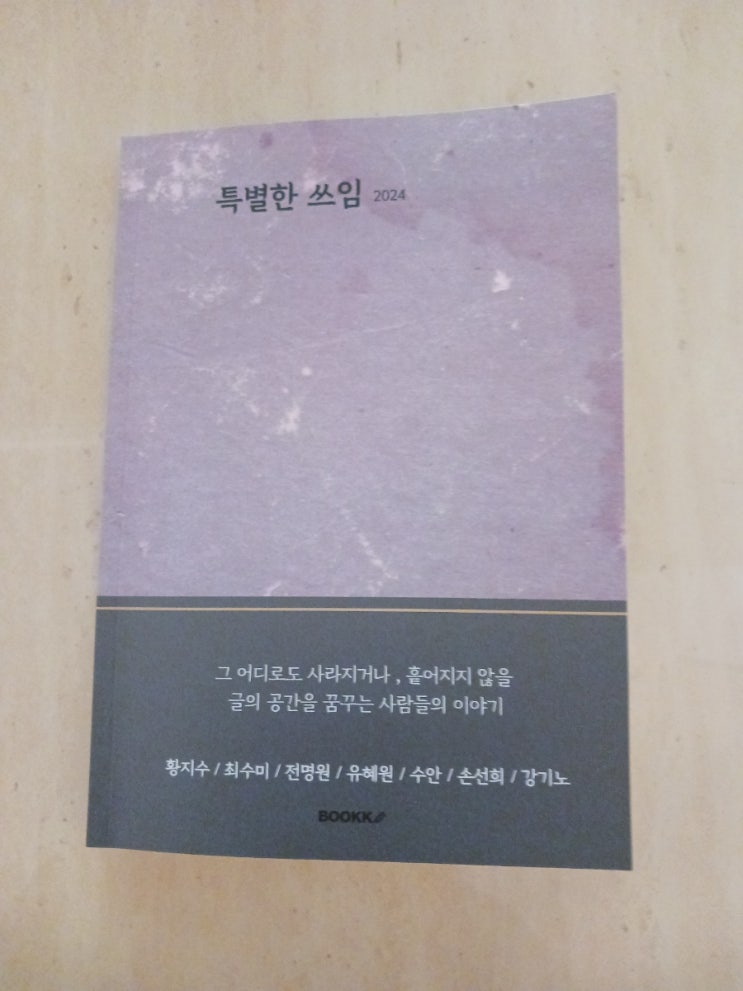 특별한 쓰임 2024
그 어디로도 사라지거나 , 흩어지지 않을
글의 공간을 꿈꾸는 사람들의 이야기
황지수 / 최수미 / 전명원 / 유혜원 / 수안 / 손선희 / 강기노
BOOKK